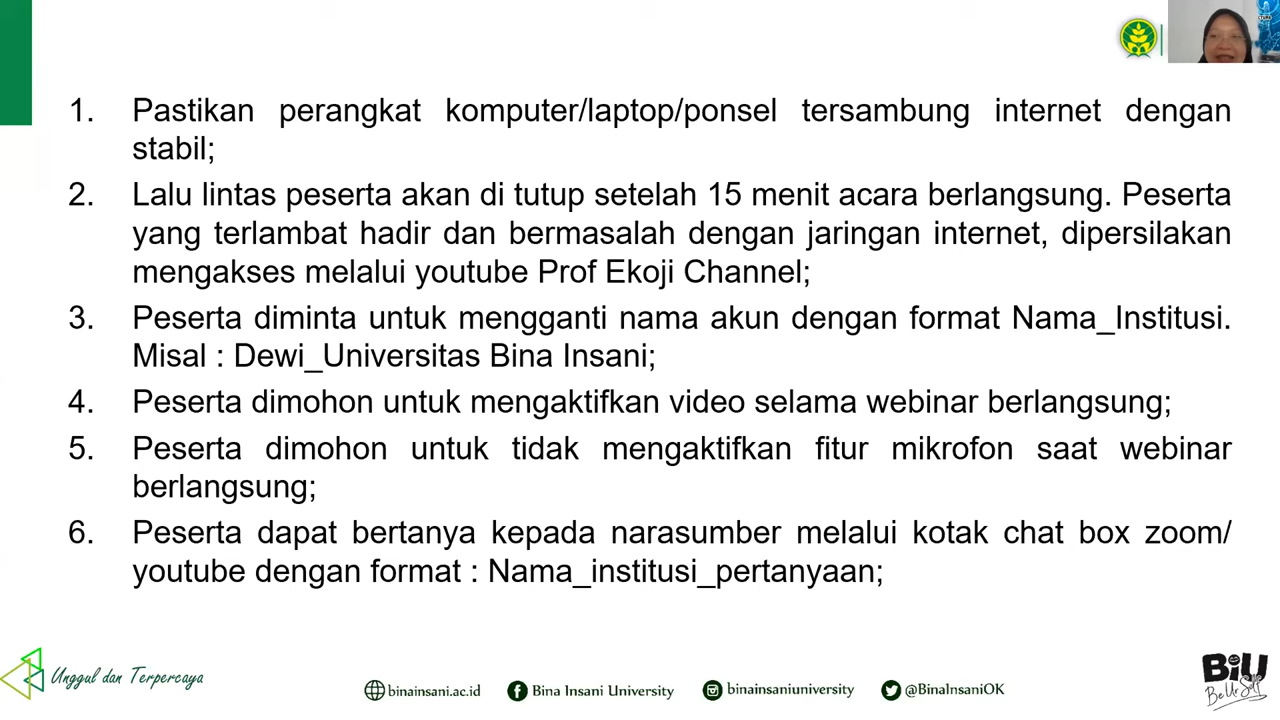 1. Pastikan perangkat komputer/laptop/ponsel tersambung internet dengan
stabil;
2. Lalu lintas peserta akan di tutup setelah 15 menit acara berlangsung. Peserta
yang terlambat hadir dan bermasalah dengan jaringan internet, dipersilakan
mengakses melalui youtube Prof Ekoji Channel;
3. Peserta diminta untuk mengganti nama akun dengan format Nama_Institusi.
Misal : Dewi_Universitas Bina Insani;
4. Peserta dimohon untuk mengaktifkan video selama webinar berlangsung;
5. Peserta dimohon untuk tidak mengaktifkan fitur mikrofon saat webinar
berlangsung;
6. Peserta dapat bertanya kepada narasumber melalui kotak chat box zoom/
youtube dengan format : Nama_institusi_pertanyaan;
Unggul dan Terpercaya
binainsani.ac.id
Bina Insani University
binainsaniuniversity
@BinaInsaniOK
BiU
Be Ur Self